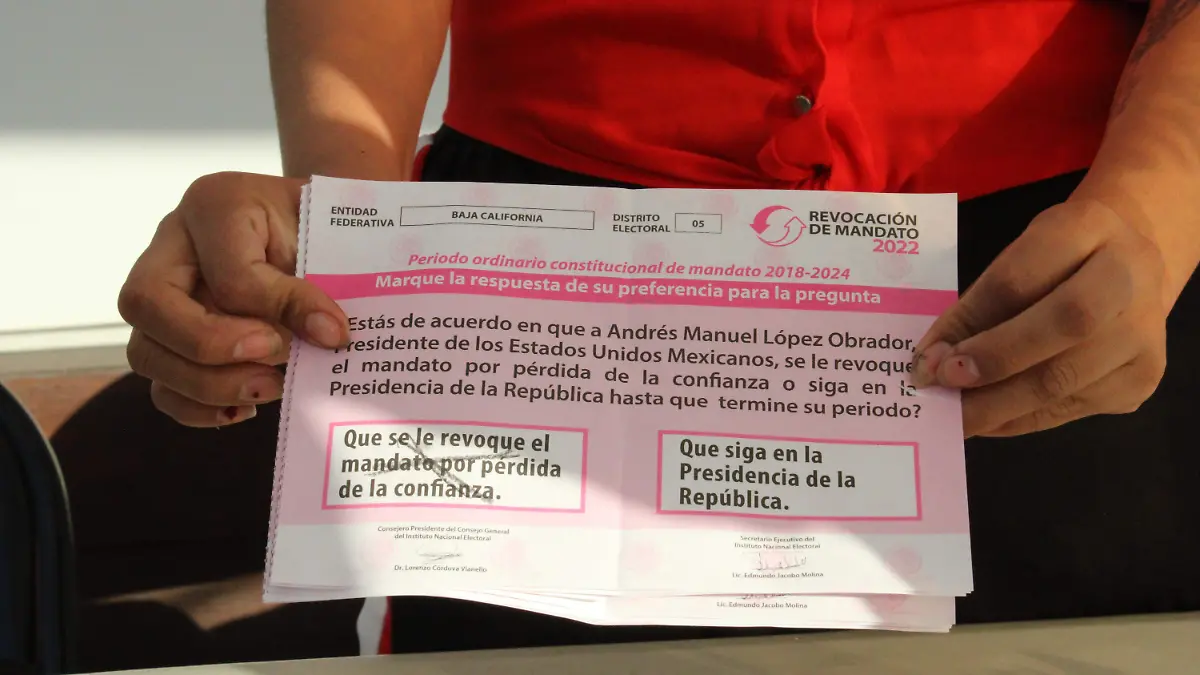 ENTIDAD
FEDERATIVA
BAJA CALIFORNIA
DISTRITO
ELECTORAL
05
REVOCACIÓN
DE MANDATO
2022
Periodo ordinario constitucional de mandato 2018-2024
Marque la respuesta de su preferencia para la pregunta
Estás de acuerdo en que a Andrés Manuel López Obrador,
Presidente de los Estados Unidos Mexicanos, se le revoque
el mandato por pérdida de la confianza o siga en la
Presidencia de la República hasta que termine su periodo?
Que se le revoque el
mandato por pérdida
de la confianza.
Que siga en la
Presidencia de la
República.
Consejero Presidente del Consejo General
del Instituto Nacional Electoral
Dr. Lorenzo Córdova Vianello
Secretario Ejecutivo del
Instituto Nacional Electoral
Lic. Edmundo Jacobo Molina
Lic. Edmundo Jacobo Molina